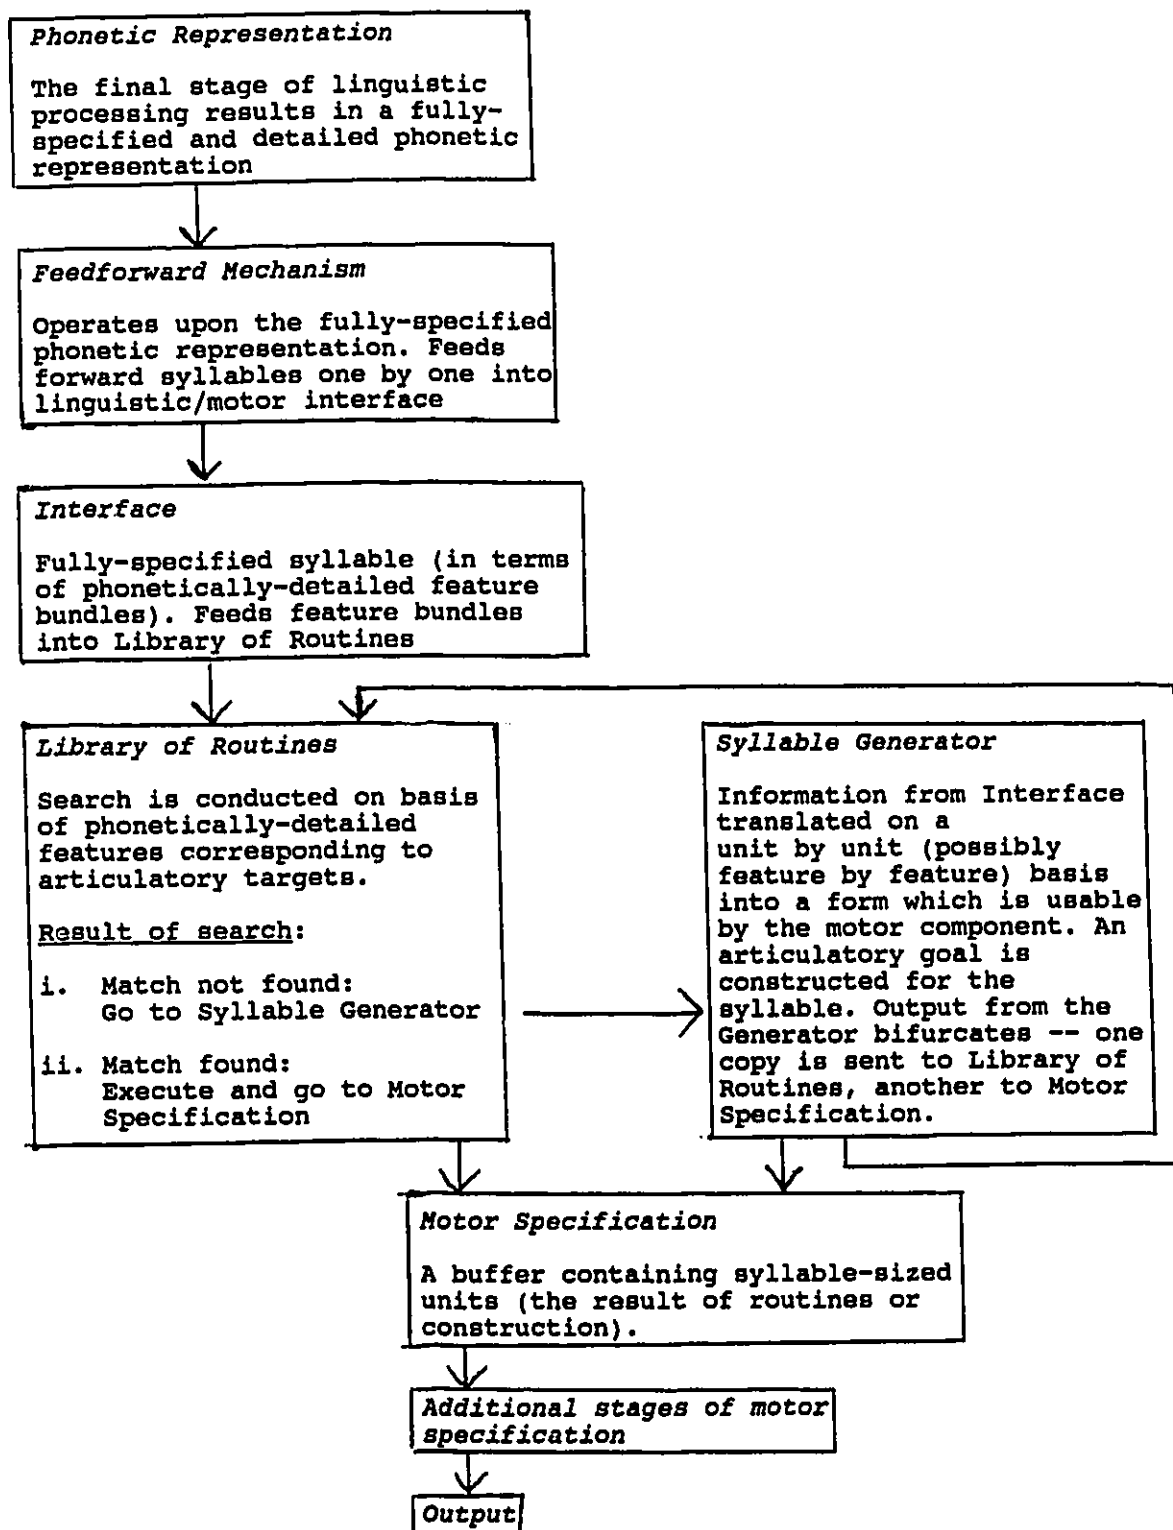 Phonetic Representation
The final stage of linguistic
processing results in a fully-
specified and detailed phonetic
representation
Feedforward Mechanism
Operates upon the fully-specified
phonetic representation. Feeds
forward syllables one by one into
linguistic/motor interface
Interface
Fully-specified syllable (in terms
of phonetically-detailed feature
bundles). Feeds feature bundles
into Library of Routines
Library of Routines
Search is conducted on basis
of phonetically-detailed
features corresponding to
articulatory targets.
Result of search:
i. Match not found:
Go to Syllable Generator
ii. Match found:
Execute and go to Motor
Specification
Syllable Generator
Information from Interface
translated on a
unit by unit (possibly
feature by feature) basis
into a form which is usable
by the motor component. An
articulatory goal is
constructed for the
syllable. Output from the
Generator bifurcates -- one
copy is sent to Library of
Routines, another to Motor
Specification.
Motor Specification
A buffer containing syllable-sized
units (the result of routines or
construction).
Additional stages of motor
specification
Output